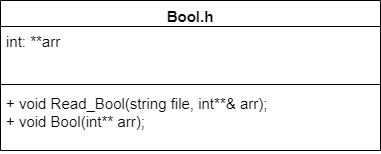 Bool.h
int: **arr
+ void Read_Bool(string file, int**& arr);
+ void Bool(int** arr);